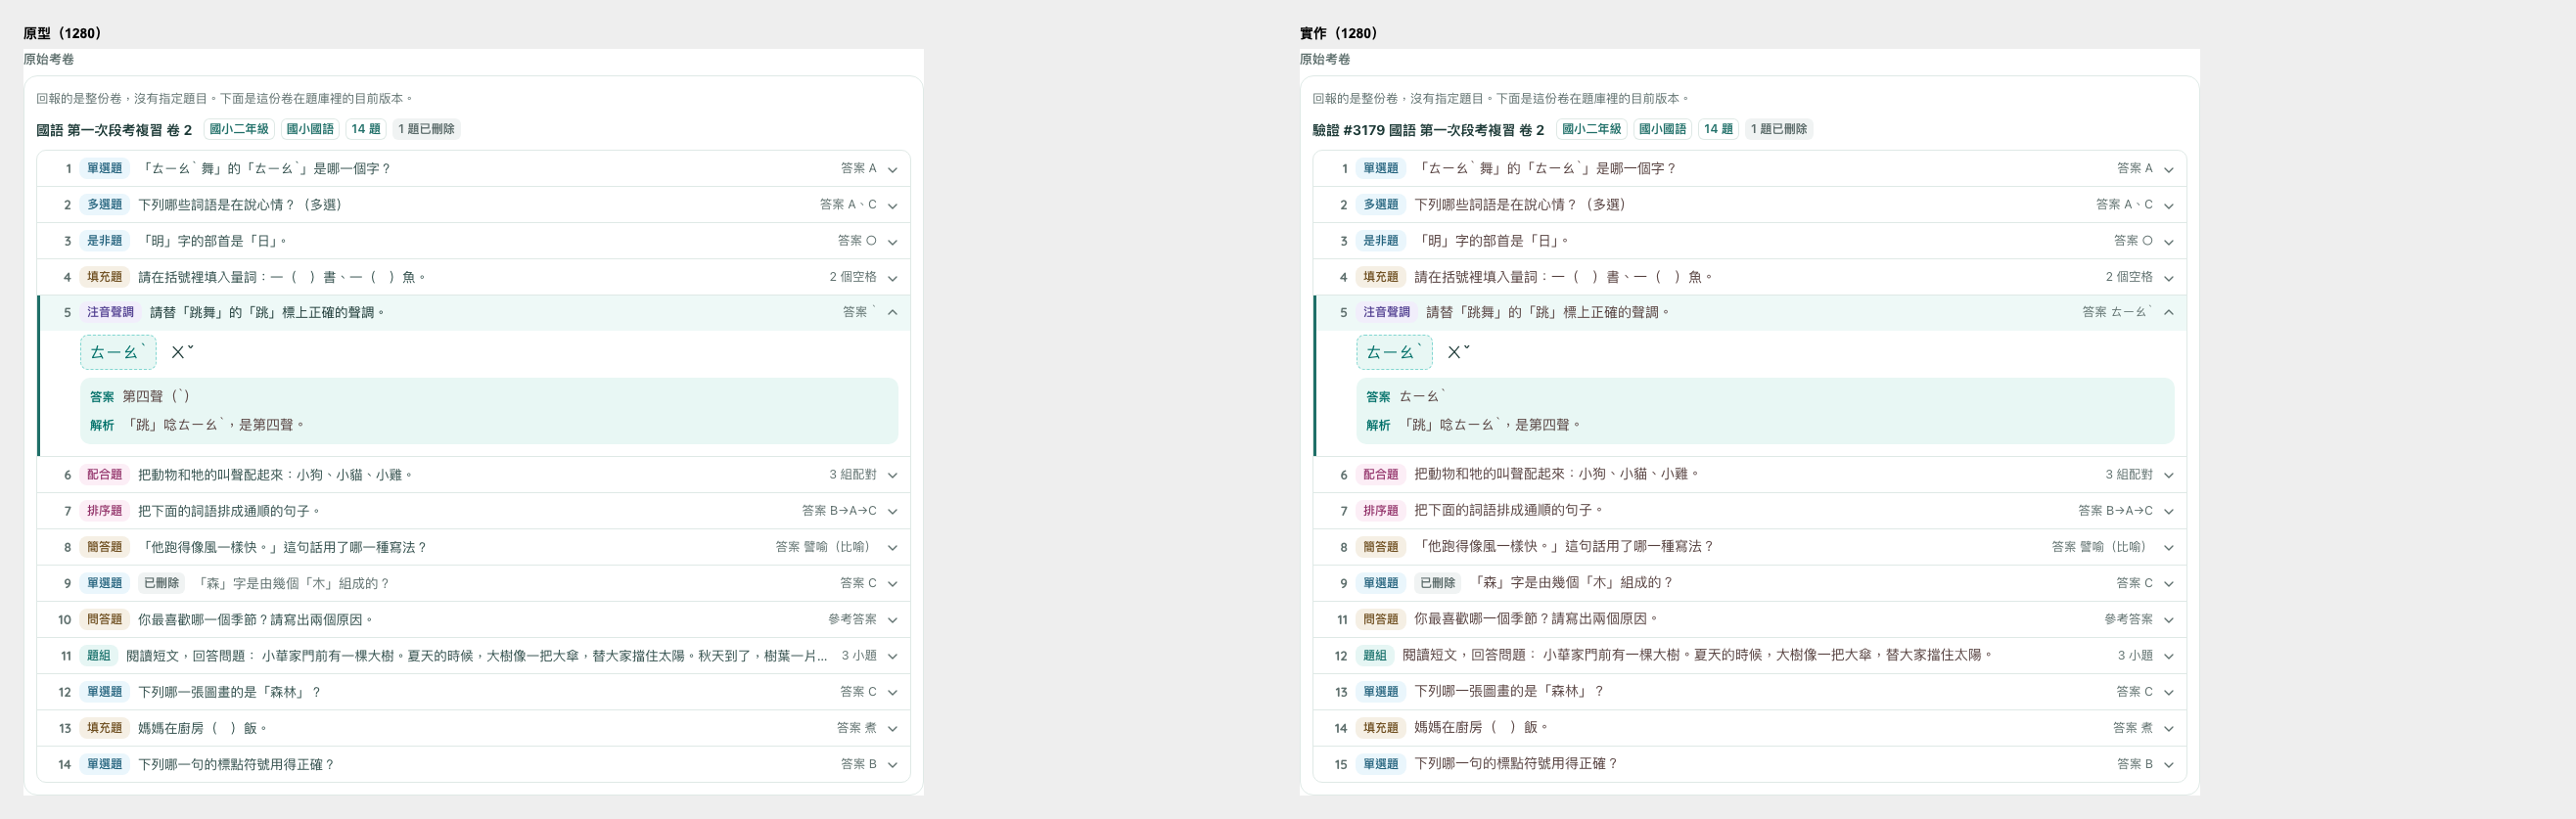 原型（1280）
原始考卷
回報的是整份卷，沒有指定題目。下面是這份卷在題庫裡的目前版本。
國語 第一次段考複習 卷 2 國小二年級 國小國語 14 題 1 題已刪除
1 單選題 「ㄊㄧㄠˋ 舞」的「ㄊㄧㄠˋ」是哪一個字？ 答案 A
2 多選題 下列哪些詞語是在說心情？（多選） 答案 A、C
3 是非題 「明」字的部首是「日」。 答案 ○
4 填充題 請在括號裡填入量詞：一（　）書、一（　）魚。 2 個空格
5 注音聲調 請替「跳舞」的「跳」標上正確的聲調。 答案 ˋ
ㄊㄧㄠˋ ㄨˇ
答案 第四聲（ˋ）
解析 「跳」唸ㄊㄧㄠˋ，是第四聲。
6 配合題 把動物和牠的叫聲配起來：小狗、小貓、小雞。 3 組配對
7 排序題 把下面的詞語排成通順的句子。 答案 B→A→C
8 簡答題 「他跑得像風一樣快。」這句話用了哪一種寫法？ 答案 譬喻（比喻）
9 單選題 已刪除 「森」字是由幾個「木」組成的？ 答案 C
10 問答題 你最喜歡哪一個季節？請寫出兩個原因。 參考答案
11 題組 閱讀短文，回答問題： 小華家門前有一棵大樹。夏天的時候，大樹像一把大傘，替大家擋住太陽。秋天到了，樹葉一片... 3 小題
12 單選題 下列哪一張圖畫的是「森林」？ 答案 C
13 填充題 媽媽在廚房（　）飯。 答案 煮
14 單選題 下列哪一句的標點符號用得正確？ 答案 B
實作（1280）
原始考卷
回報的是整份卷，沒有指定題目。下面是這份卷在題庫裡的目前版本。
驗證 #3179 國語 第一次段考複習 卷 2 國小二年級 國小國語 14 題 1 題已刪除
1 單選題 「ㄊㄧㄠˋ 舞」的「ㄊㄧㄠˋ」是哪一個字？ 答案 A
2 多選題 下列哪些詞語是在說心情？（多選） 答案 A、C
3 是非題 「明」字的部首是「日」。 答案 ○
4 填充題 請在括號裡填入量詞：一（　）書、一（　）魚。 2 個空格
5 注音聲調 請替「跳舞」的「跳」標上正確的聲調。 答案 ㄊㄧㄠˋ
ㄊㄧㄠˋ ㄨˇ
答案 ㄊㄧㄠˋ
解析 「跳」唸ㄊㄧㄠˋ，是第四聲。
6 配合題 把動物和牠的叫聲配起來：小狗、小貓、小雞。 3 組配對
7 排序題 把下面的詞語排成通順的句子。 答案 B→A→C
8 簡答題 「他跑得像風一樣快。」這句話用了哪一種寫法？ 答案 譬喻（比喻）
9 單選題 已刪除 「森」字是由幾個「木」組成的？ 答案 C
11 問答題 你最喜歡哪一個季節？請寫出兩個原因。 參考答案
12 題組 閱讀短文，回答問題： 小華家門前有一棵大樹。夏天的時候，大樹像一把大傘，替大家擋住太陽。 3 小題
13 單選題 下列哪一張圖畫的是「森林」？ 答案 C
14 填充題 媽媽在廚房（　）飯。 答案 煮
15 單選題 下列哪一句的標點符號用得正確？ 答案 B